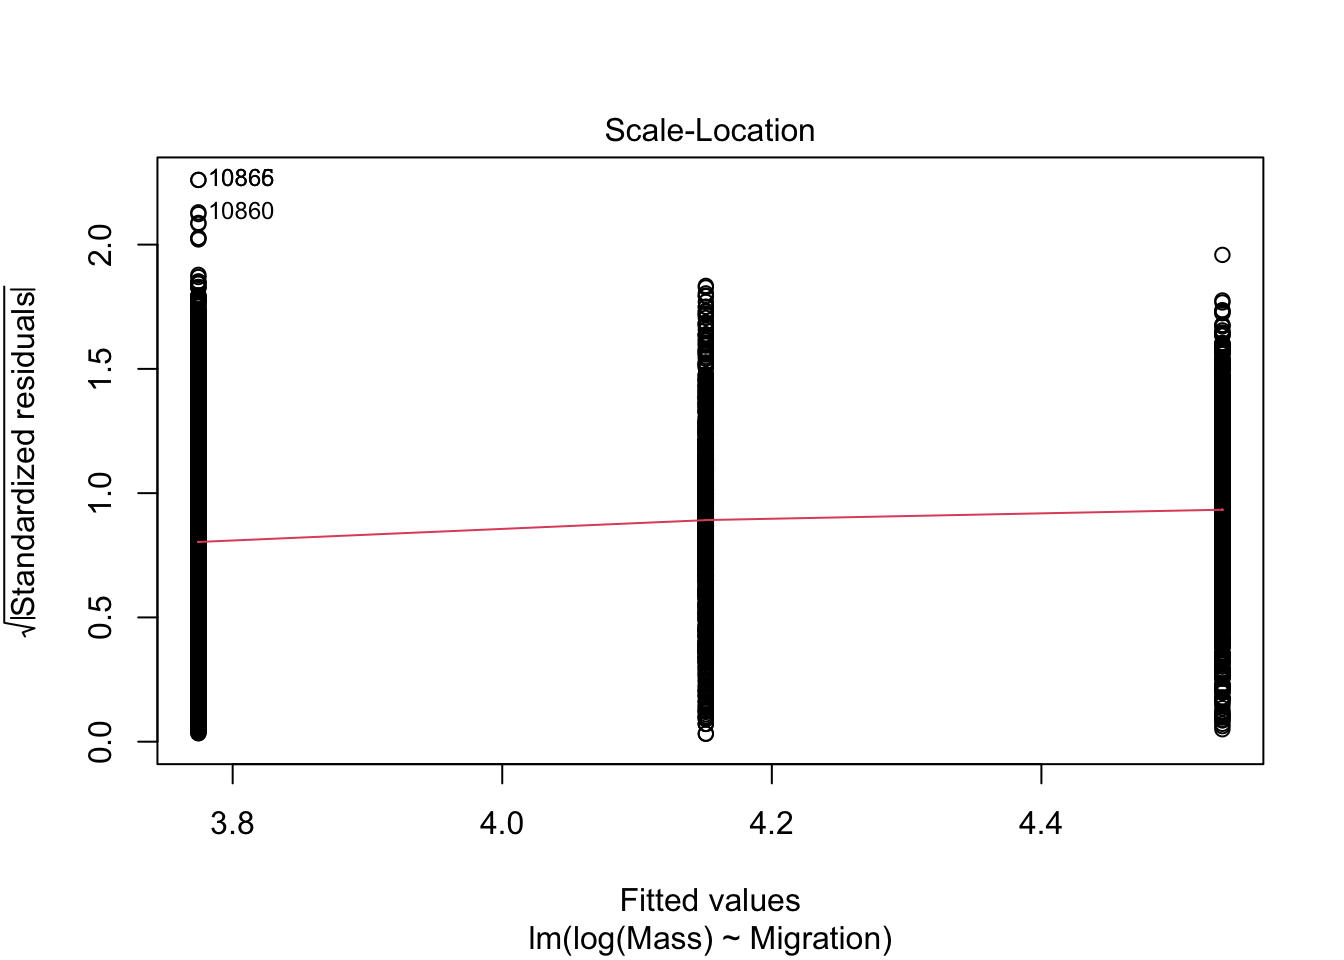 Scale-Location
10860
2.0
1.5
1.0
0.5
0.0
√|Standardized residuals|
3.8 4.0 4.2 4.4
Fitted values
lm(log(Mass) ~ Migration)